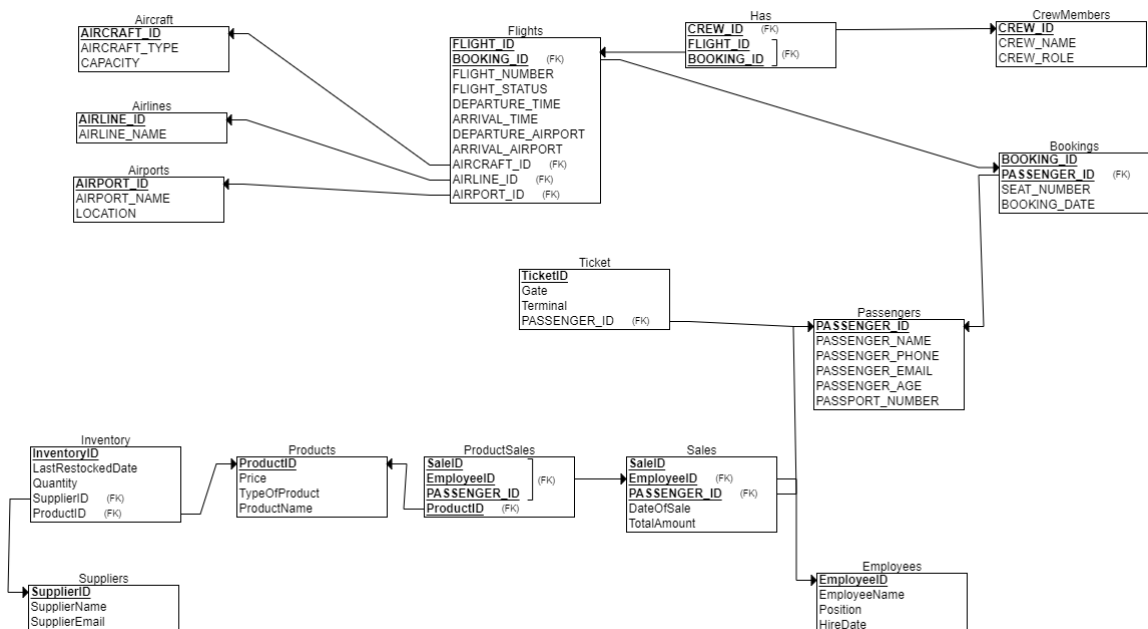 Aircraft
AIRCRAFT_ID
AIRCRAFT_TYPE
CAPACITY
Airlines
AIRLINE_ID
AIRLINE_NAME
Airports
AIRPORT_ID
AIRPORT_NAME
LOCATION
Flights
FLIGHT_ID
BOOKING_ID (FK)
FLIGHT_NUMBER
FLIGHT_STATUS
DEPARTURE_TIME
ARRIVAL_TIME
DEPARTURE_AIRPORT
ARRIVAL_AIRPORT
AIRCRAFT_ID (FK)
AIRLINE_ID (FK)
AIRPORT_ID (FK)
Has
CREW_ID (FK)
FLIGHT_ID
BOOKING_ID
(FK)
CrewMembers
CREW_ID
CREW_NAME
CREW_ROLE
Bookings
BOOKING_ID
PASSENGER_ID (FK)
SEAT_NUMBER
BOOKING_DATE
Ticket
TicketID
Gate
Terminal
PASSENGER_ID (FK)
Passengers
PASSENGER_ID
PASSENGER_NAME
PASSENGER_PHONE
PASSENGER_EMAIL
PASSENGER_AGE
PASSPORT_NUMBER
Inventory
InventoryID
LastRestockedDate
Quantity
SupplierID (FK)
ProductID (FK)
Products
ProductID
Price
TypeOfProduct
ProductName
ProductSales
SaleID
EmployeeID
PASSENGER_ID
(FK)
ProductID (FK)
Sales
SaleID
EmployeeID (FK)
PASSENGER_ID (FK)
DateOfSale
TotalAmount
Suppliers
SupplierID
SupplierName
SupplierEmail
Employees
EmployeeID
EmployeeName
Position
HireDate